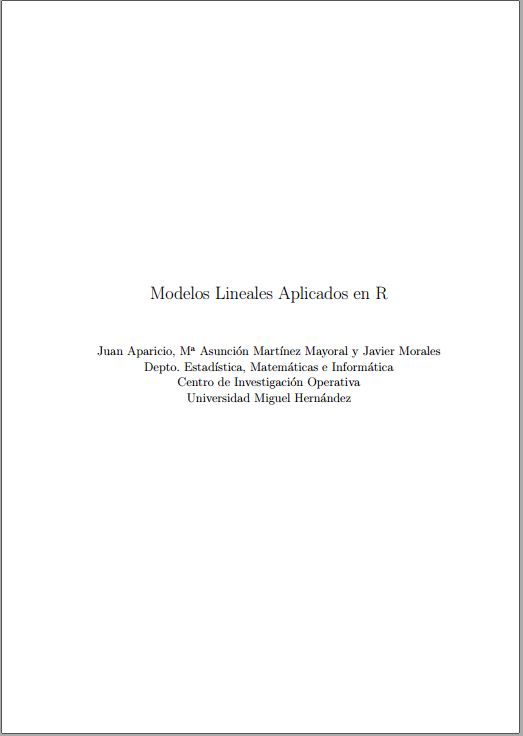 Modelos Lineales Aplicados en R
Juan Aparicio, Mª Asunción Martínez Mayoral y Javier Morales
Depto. Estadística, Matemáticas e Informática
Centro de Investigación Operativa
Universidad Miguel Hernández